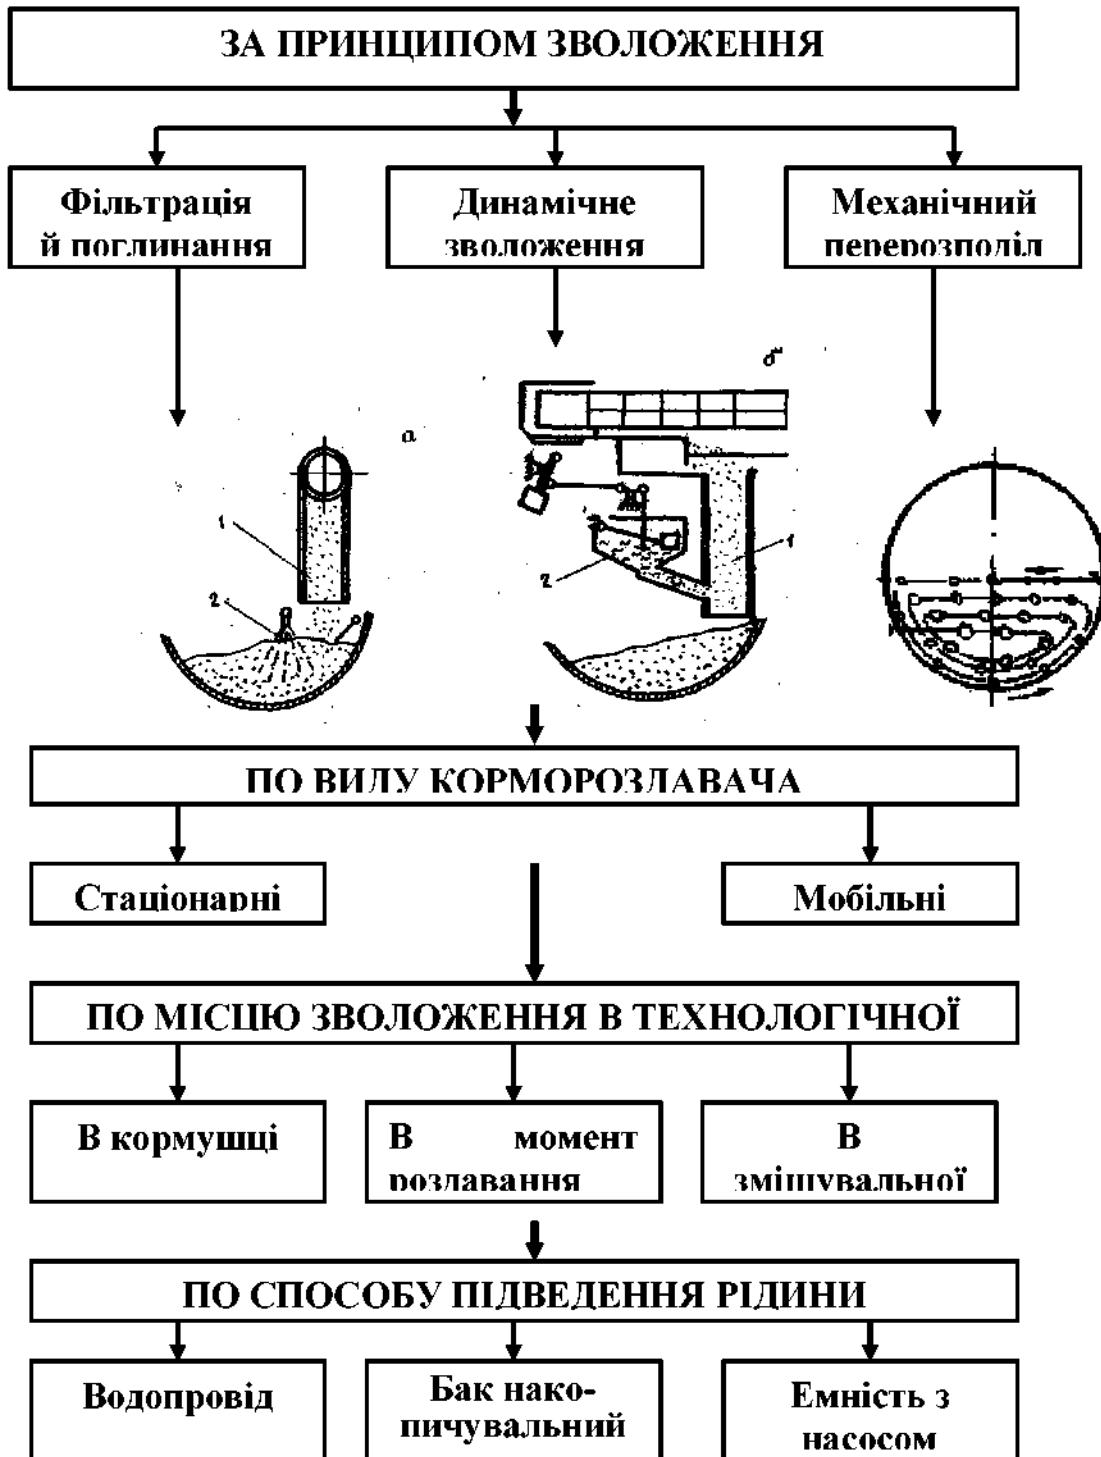 ЗА ПРИНЦИПОМ ЗВОЛОЖЕННЯ
Фільтрація
й поглинання
Динамічне
зволоження
Механічний
перерозподіл
а
б
1
2
1
2
ПО ВИДУ КОРМОРОЗДАВАЧА
Стаціонарні
Мобільні
ПО МІСЦЮ ЗВОЛОЖЕННЯ В ТЕХНОЛОГІЧНОЇ
В кормушці
В момент
роздавання
В
змішувальної
ПО СПОСОБУ ПІДВЕДЕННЯ РІДИНИ
Водопровід
Бак нако-
пичувальний
Емність з
насосом